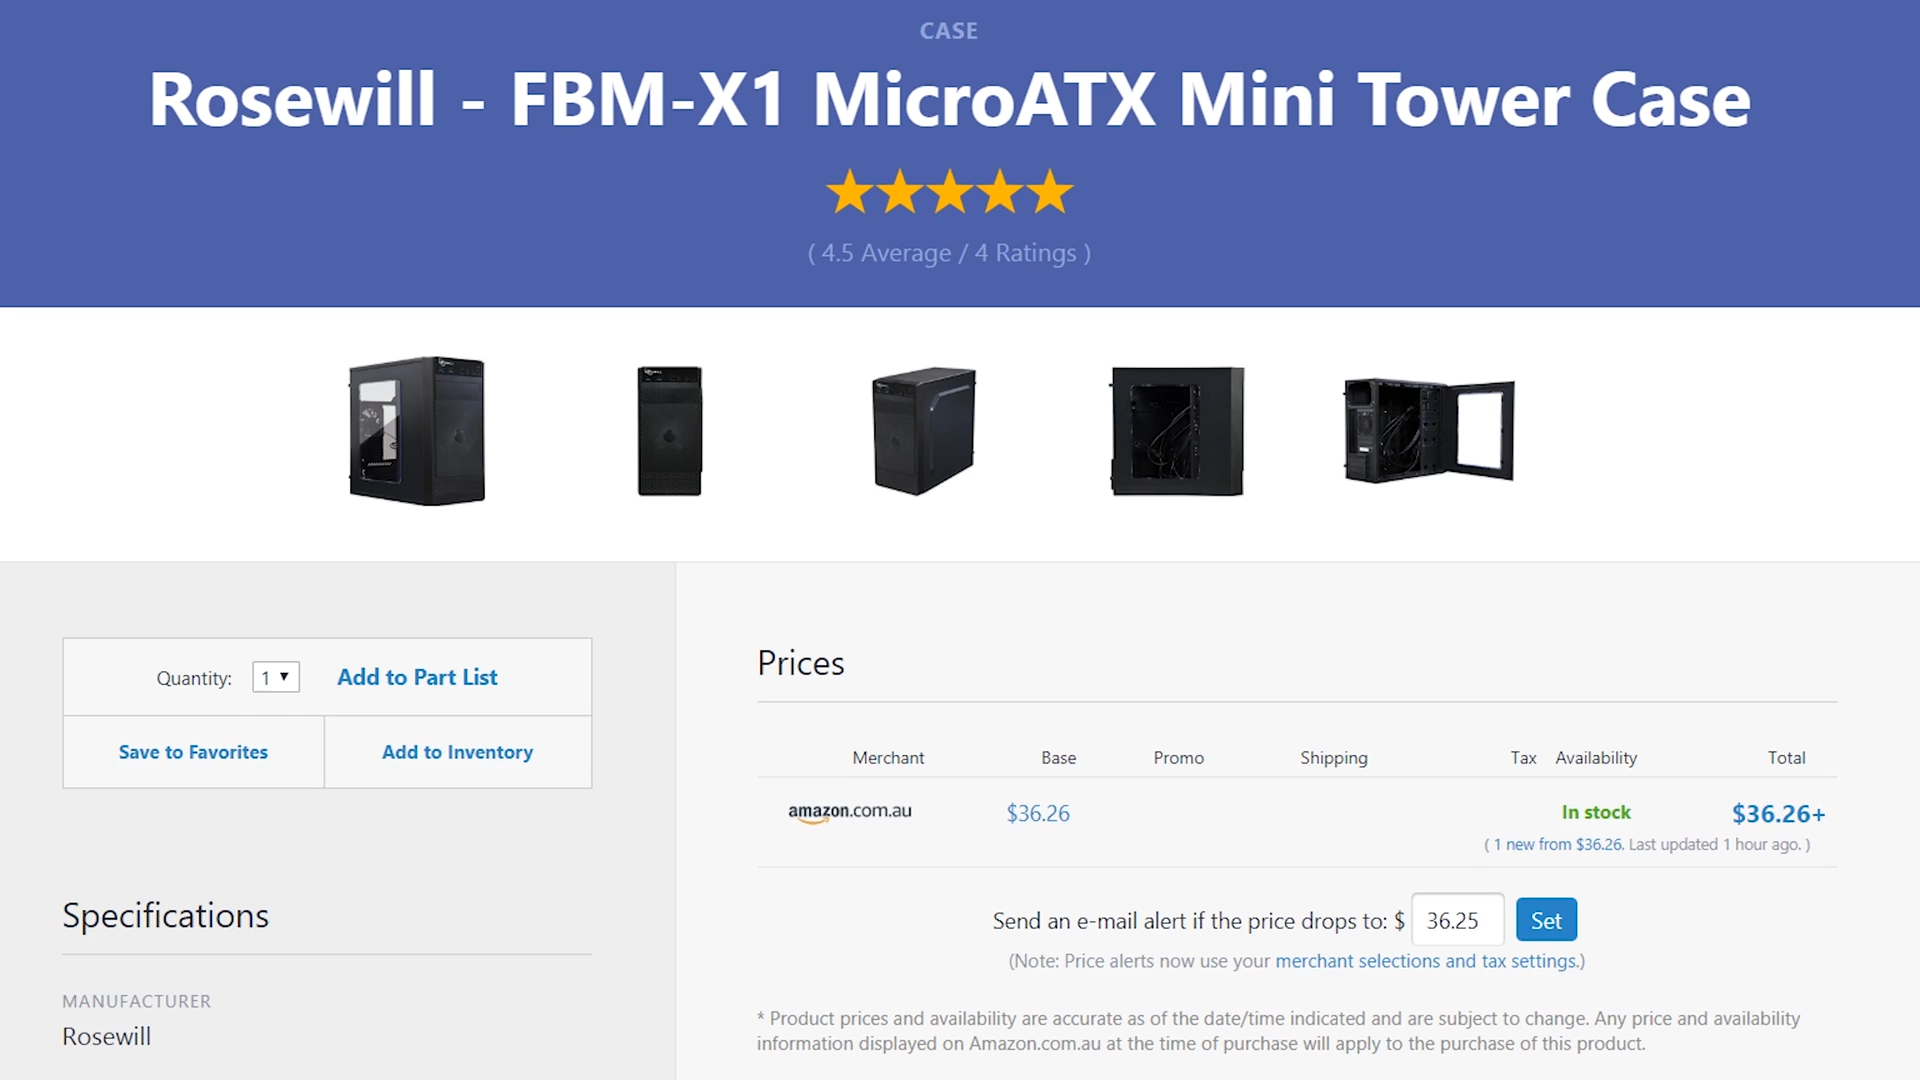 CASE
Rosewill - FBM-X1 MicroATX Mini Tower Case
( 4.5 Average / 4 Ratings )
Quantity: 1 Add to Part List
Save to Favorites Add to Inventory
Specifications
MANUFACTURER
Rosewill
Prices
Merchant Base Promo Shipping Tax Availability Total
amazon.com.au $36.26 In stock $36.26+
( 1 new from $36.26. Last updated 1 hour ago. )
Send an e-mail alert if the price drops to: $ 36.25 Set
(Note: Price alerts now use your merchant selections and tax settings.)
* Product prices and availability are accurate as of the date/time indicated and are subject to change. Any price and availability
information displayed on Amazon.com.au at the time of purchase will apply to the purchase of this product.